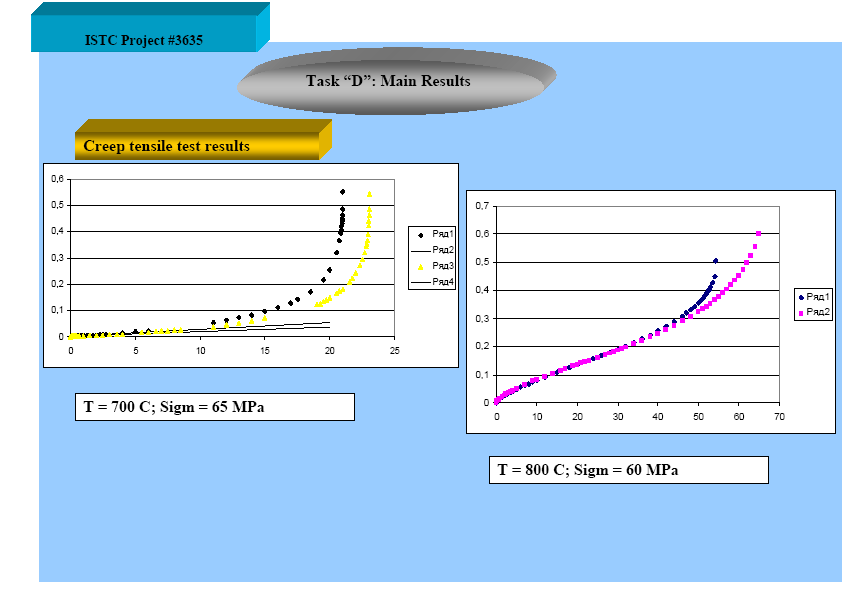 ISTC Project #3635
Task “D”: Main Results
Creep tensile test results
0,6
0,5
0,4
0,3
0,2
0,1
0
0 5 10 15 20 25
Ряд1
Ряд2
Ряд3
Ряд4
T = 700 C; Sigm = 65 MPa
0,7
0,6
0,5
0,4
0,3
0,2
0,1
0
0 10 20 30 40 50 60 70
Ряд1
Ряд2
T = 800 C; Sigm = 60 MPa